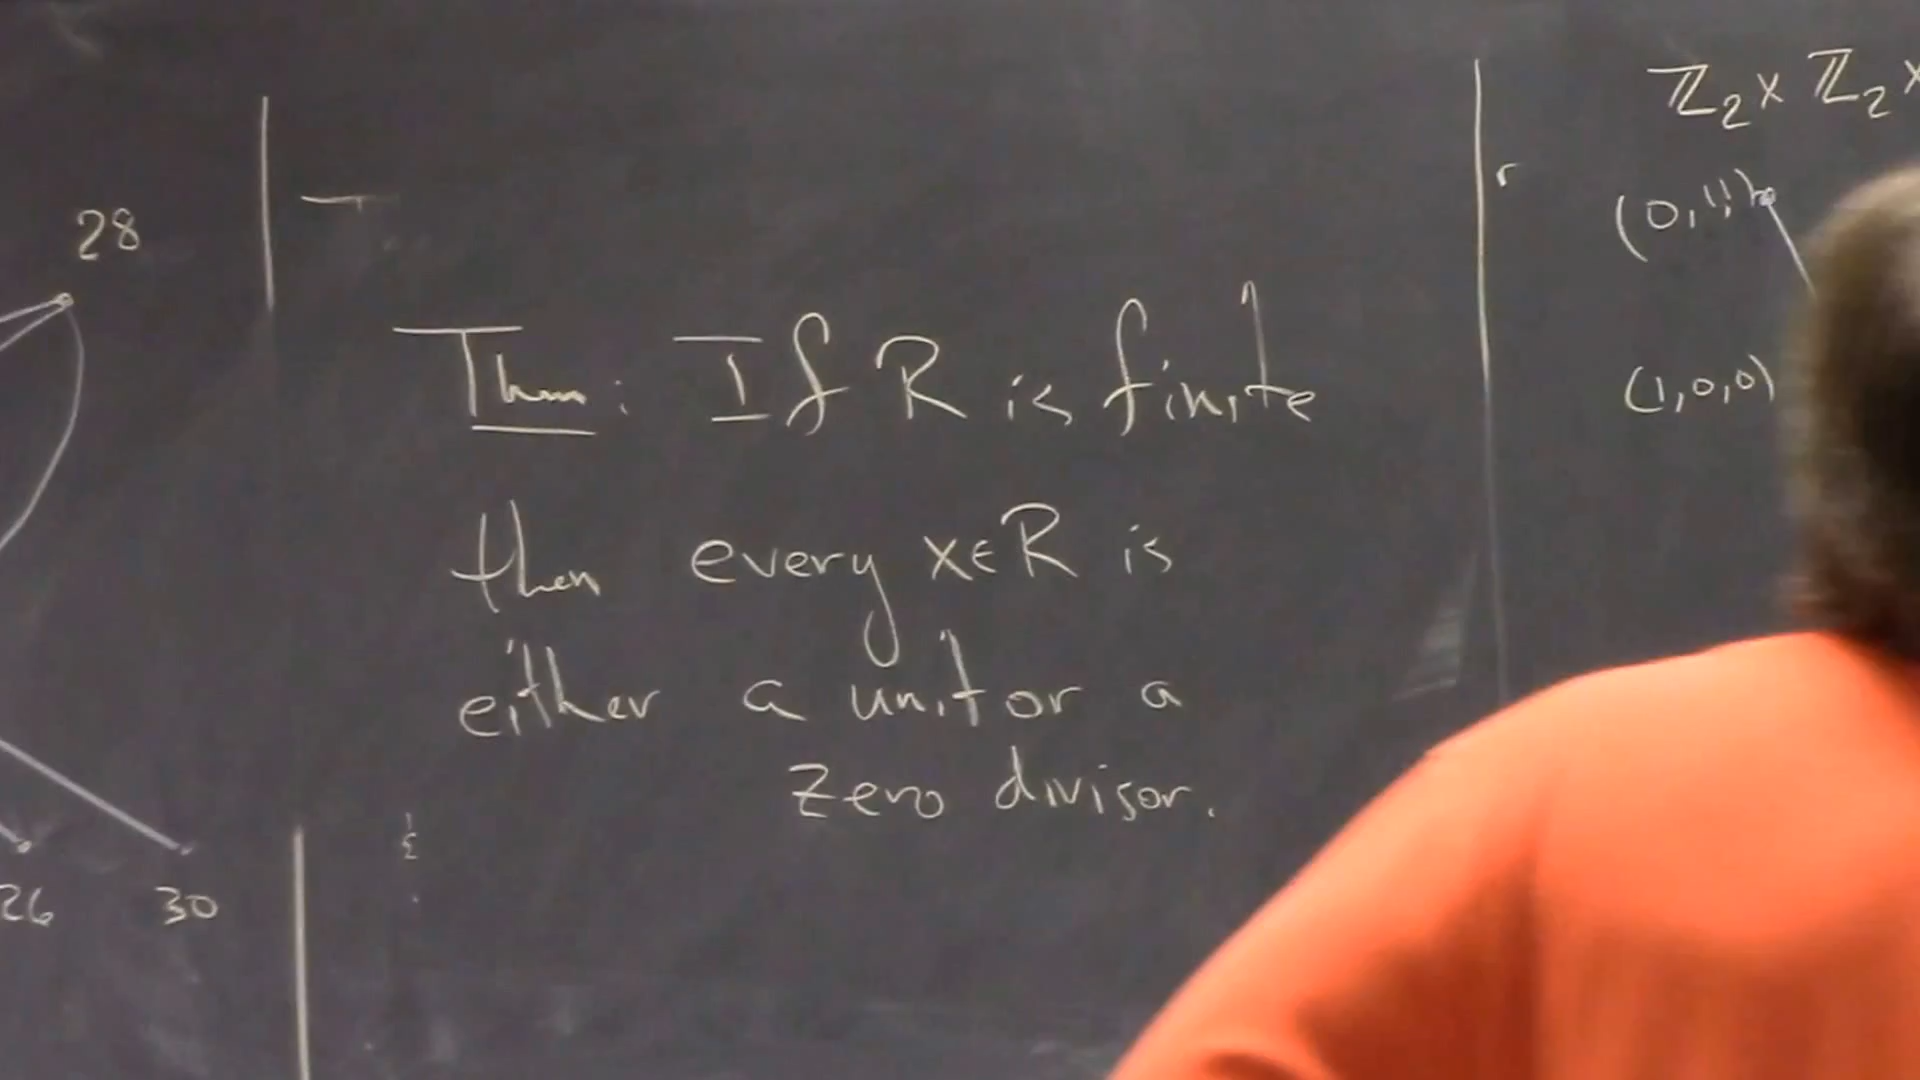 28
26
30
Thm: If R is finite
then every x∈R is
either a unit or a
zero divisor.
ℤ₂ × ℤ₂ ×
(0,1,1)
(1,0,0)